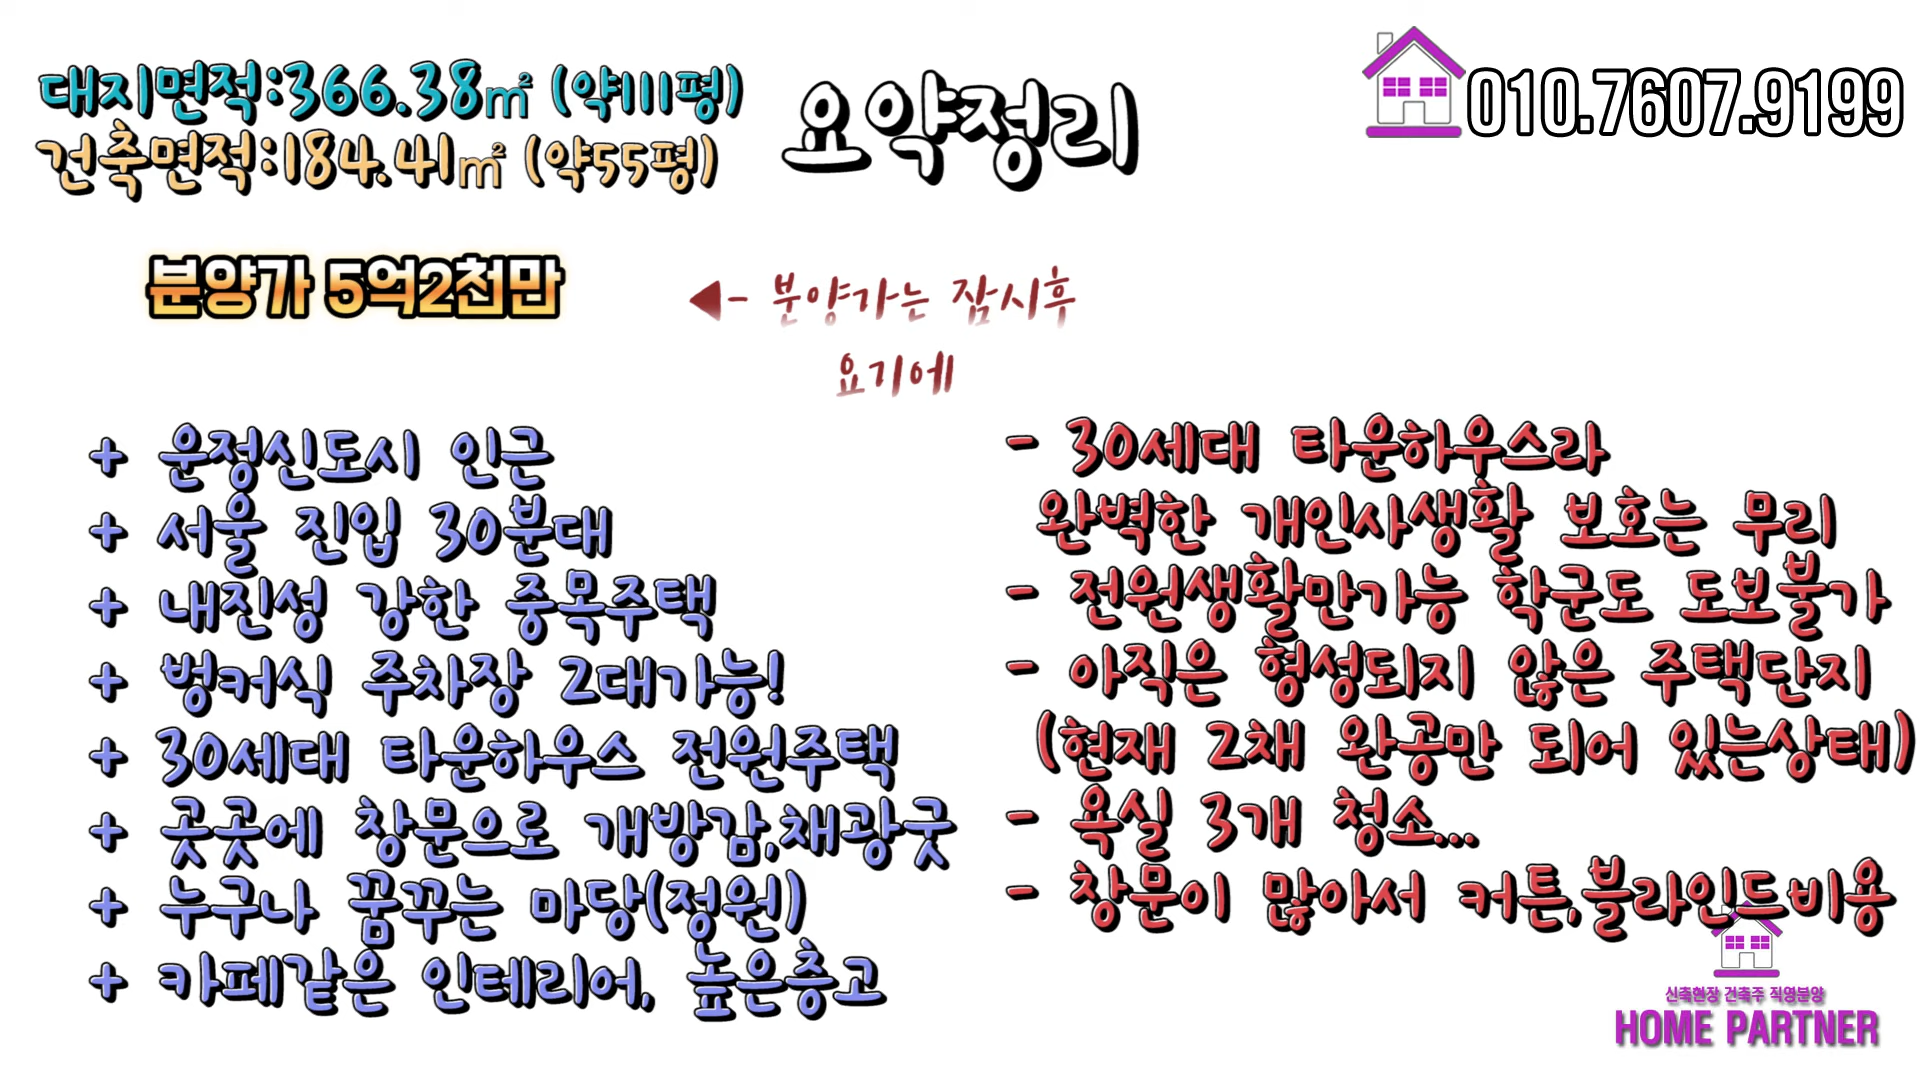 대지면적:366.38㎡ (약111평)
건축면적:184.41㎡ (약55평)
요약정리
010.7607.9199
분양가 5억2천만
◀- 분양가는 잠시후
요기에
+ 운정신도시 인근
+ 서울 진입 30분대
+ 내진성 강한 중목주택
+ 벙커식 주차장 2대가능!
+ 30세대 타운하우스 전원주택
+ 곳곳에 창문으로 개방감,채광굿
+ 누구나 꿈꾸는 마당(정원)
+ 카페같은 인테리어, 높은층고
- 30세대 타운하우스라
완벽한 개인사생활 보호는 무리
- 전원생활만가능 학군도 도보불가
- 아직은 형성되지 않은 주택단지
(현재 2채 완공만 되어 있는상태)
- 욕실 3개 청소...
- 창문이 많아서 커튼,블라인드비용
신축현장 건축주 직영분양
HOME PARTNER